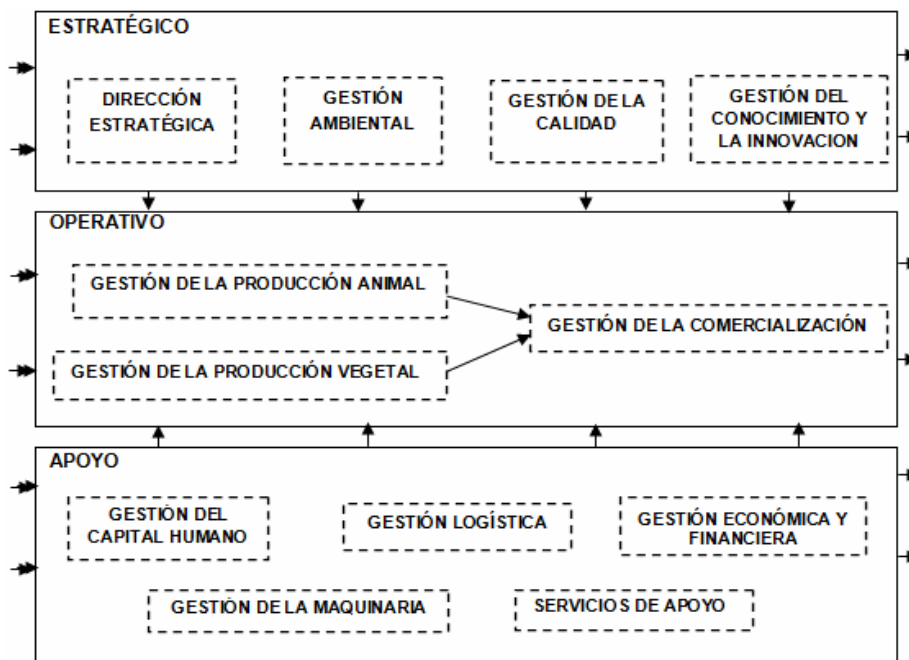 ESTRATÉGICO
DIRECCIÓN
ESTRATÉGICA
GESTIÓN
AMBIENTAL
GESTIÓN DE LA
CALIDAD
GESTIÓN DEL
CONOCIMIENTO Y
LA INNOVACION
OPERATIVO
GESTIÓN DE LA PRODUCCIÓN ANIMAL
GESTIÓN DE LA COMERCIALIZACIÓN
GESTIÓN DE LA PRODUCCIÓN VEGETAL
APOYO
GESTIÓN DEL
CAPITAL HUMANO
GESTIÓN LOGÍSTICA
GESTIÓN ECONÓMICA Y
FINANCIERA
GESTIÓN DE LA MAQUINARIA
SERVICIOS DE APOYO